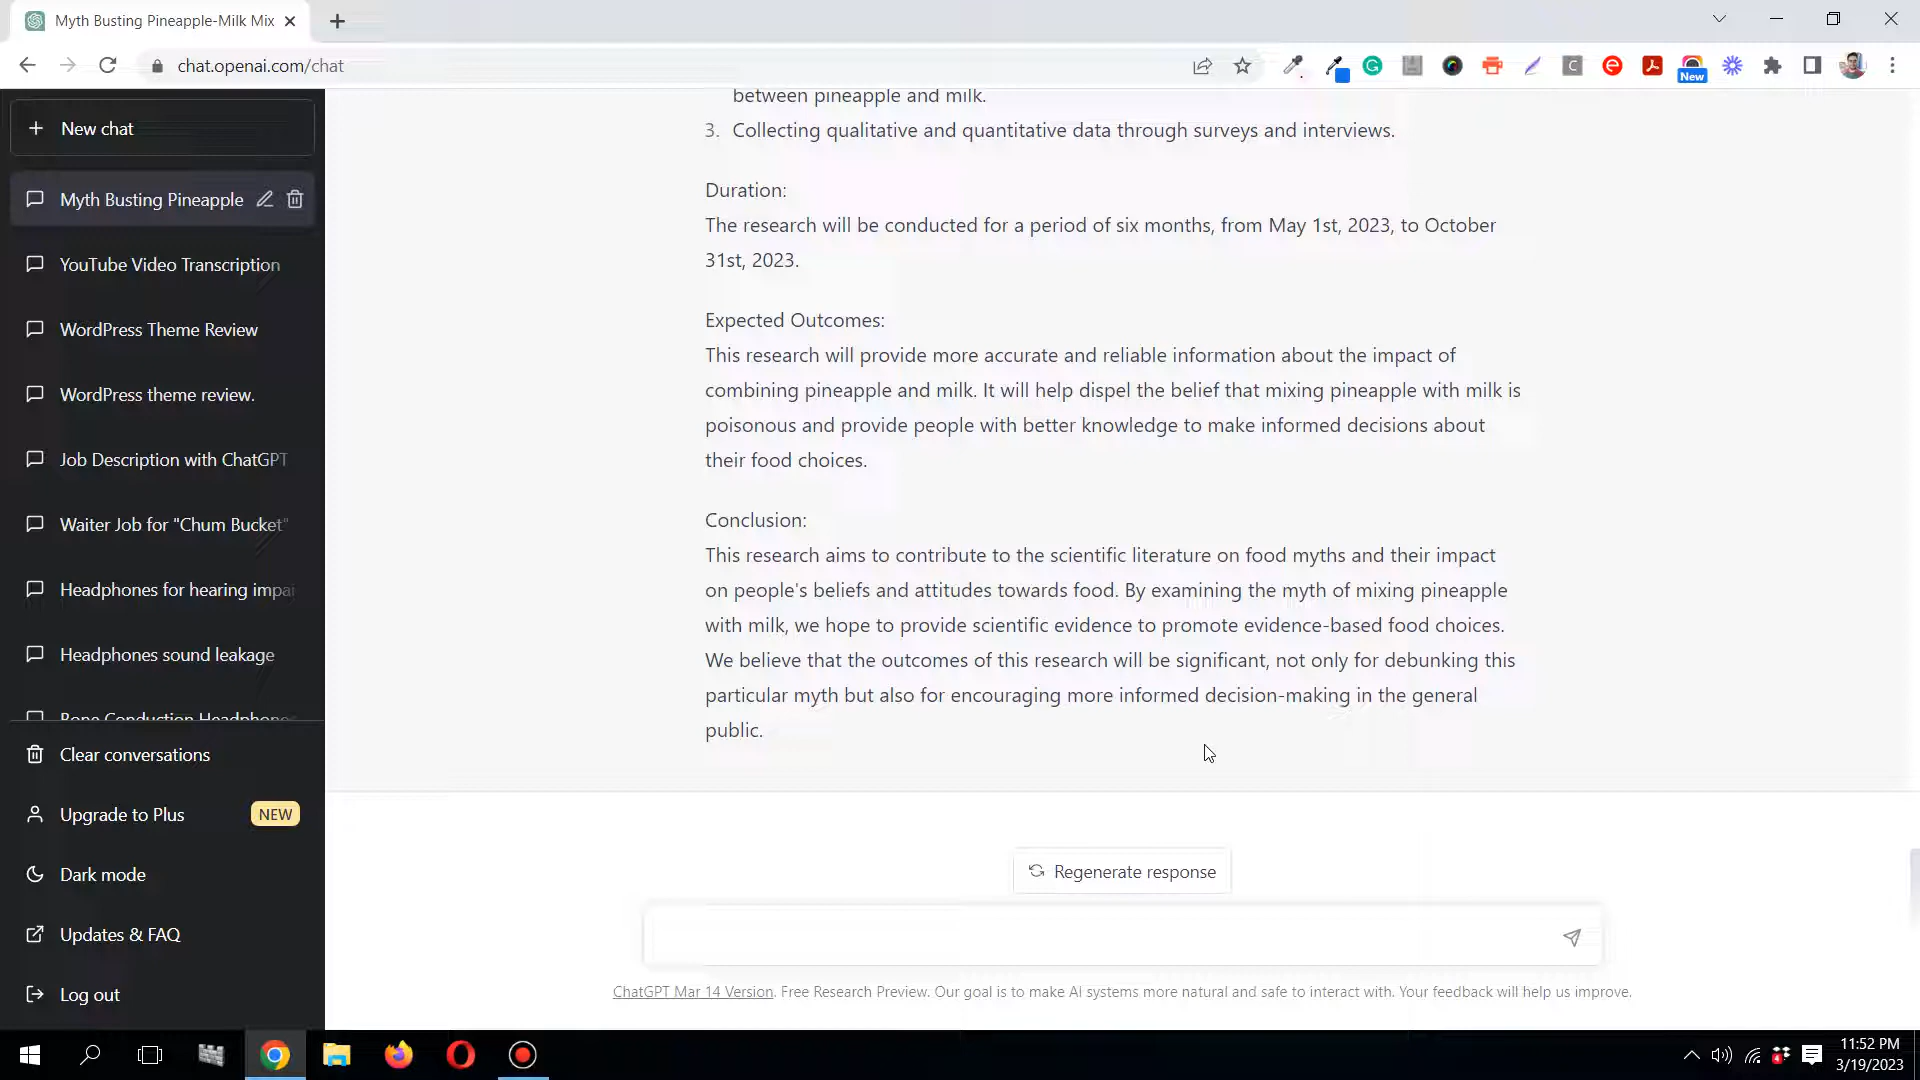 Myth Busting Pineapple-Milk Mix
chat.openai.com/chat
New
New chat
Myth Busting Pineapple
YouTube Video Transcription
WordPress Theme Review
WordPress theme review.
Job Description with ChatGPT
Waiter Job for "Chum Bucket"
Headphones for hearing impai
Headphones sound leakage
Bone Conduction Headphone
Clear conversations
Upgrade to Plus NEW
Dark mode
Updates & FAQ
Log out
between pineapple and milk.
3. Collecting qualitative and quantitative data through surveys and interviews.
Duration:
The research will be conducted for a period of six months, from May 1st, 2023, to October
31st, 2023.
Expected Outcomes:
This research will provide more accurate and reliable information about the impact of
combining pineapple and milk. It will help dispel the belief that mixing pineapple with milk is
poisonous and provide people with better knowledge to make informed decisions about
their food choices.
Conclusion:
This research aims to contribute to the scientific literature on food myths and their impact
on people's beliefs and attitudes towards food. By examining the myth of mixing pineapple
with milk, we hope to provide scientific evidence to promote evidence-based food choices.
We believe that the outcomes of this research will be significant, not only for debunking this
particular myth but also for encouraging more informed decision-making in the general
public.
Regenerate response
ChatGPT Mar 14 Version. Free Research Preview. Our goal is to make AI systems more natural and safe to interact with. Your feedback will help us improve.
11:52 PM
3/19/2023